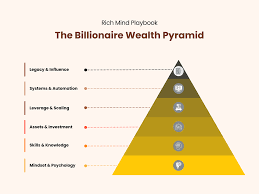 Rich Mind Playbook
The Billionaire Wealth Pyramid
Legacy & Influence
Systems & Automation
Leverage & Scaling
Assets & Investment
Skills & Knowledge
Mindset & Psychology